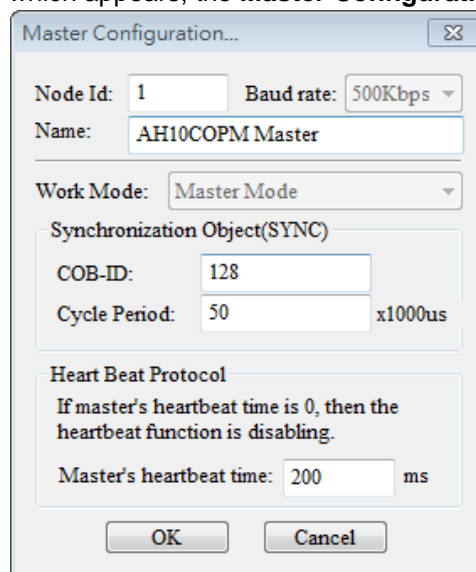 which appears, the Master Configurati
Master Configuration...
Node Id: 1 Baud rate: 500Kbps
Name: AH10COPM Master
Work Mode: Master Mode
Synchronization Object(SYNC)
COB-ID: 128
Cycle Period: 50 x1000us
Heart Beat Protocol
If master's heartbeat time is 0, then the
heartbeat function is disabling.
Master's heartbeat time: 200 ms
OK Cancel